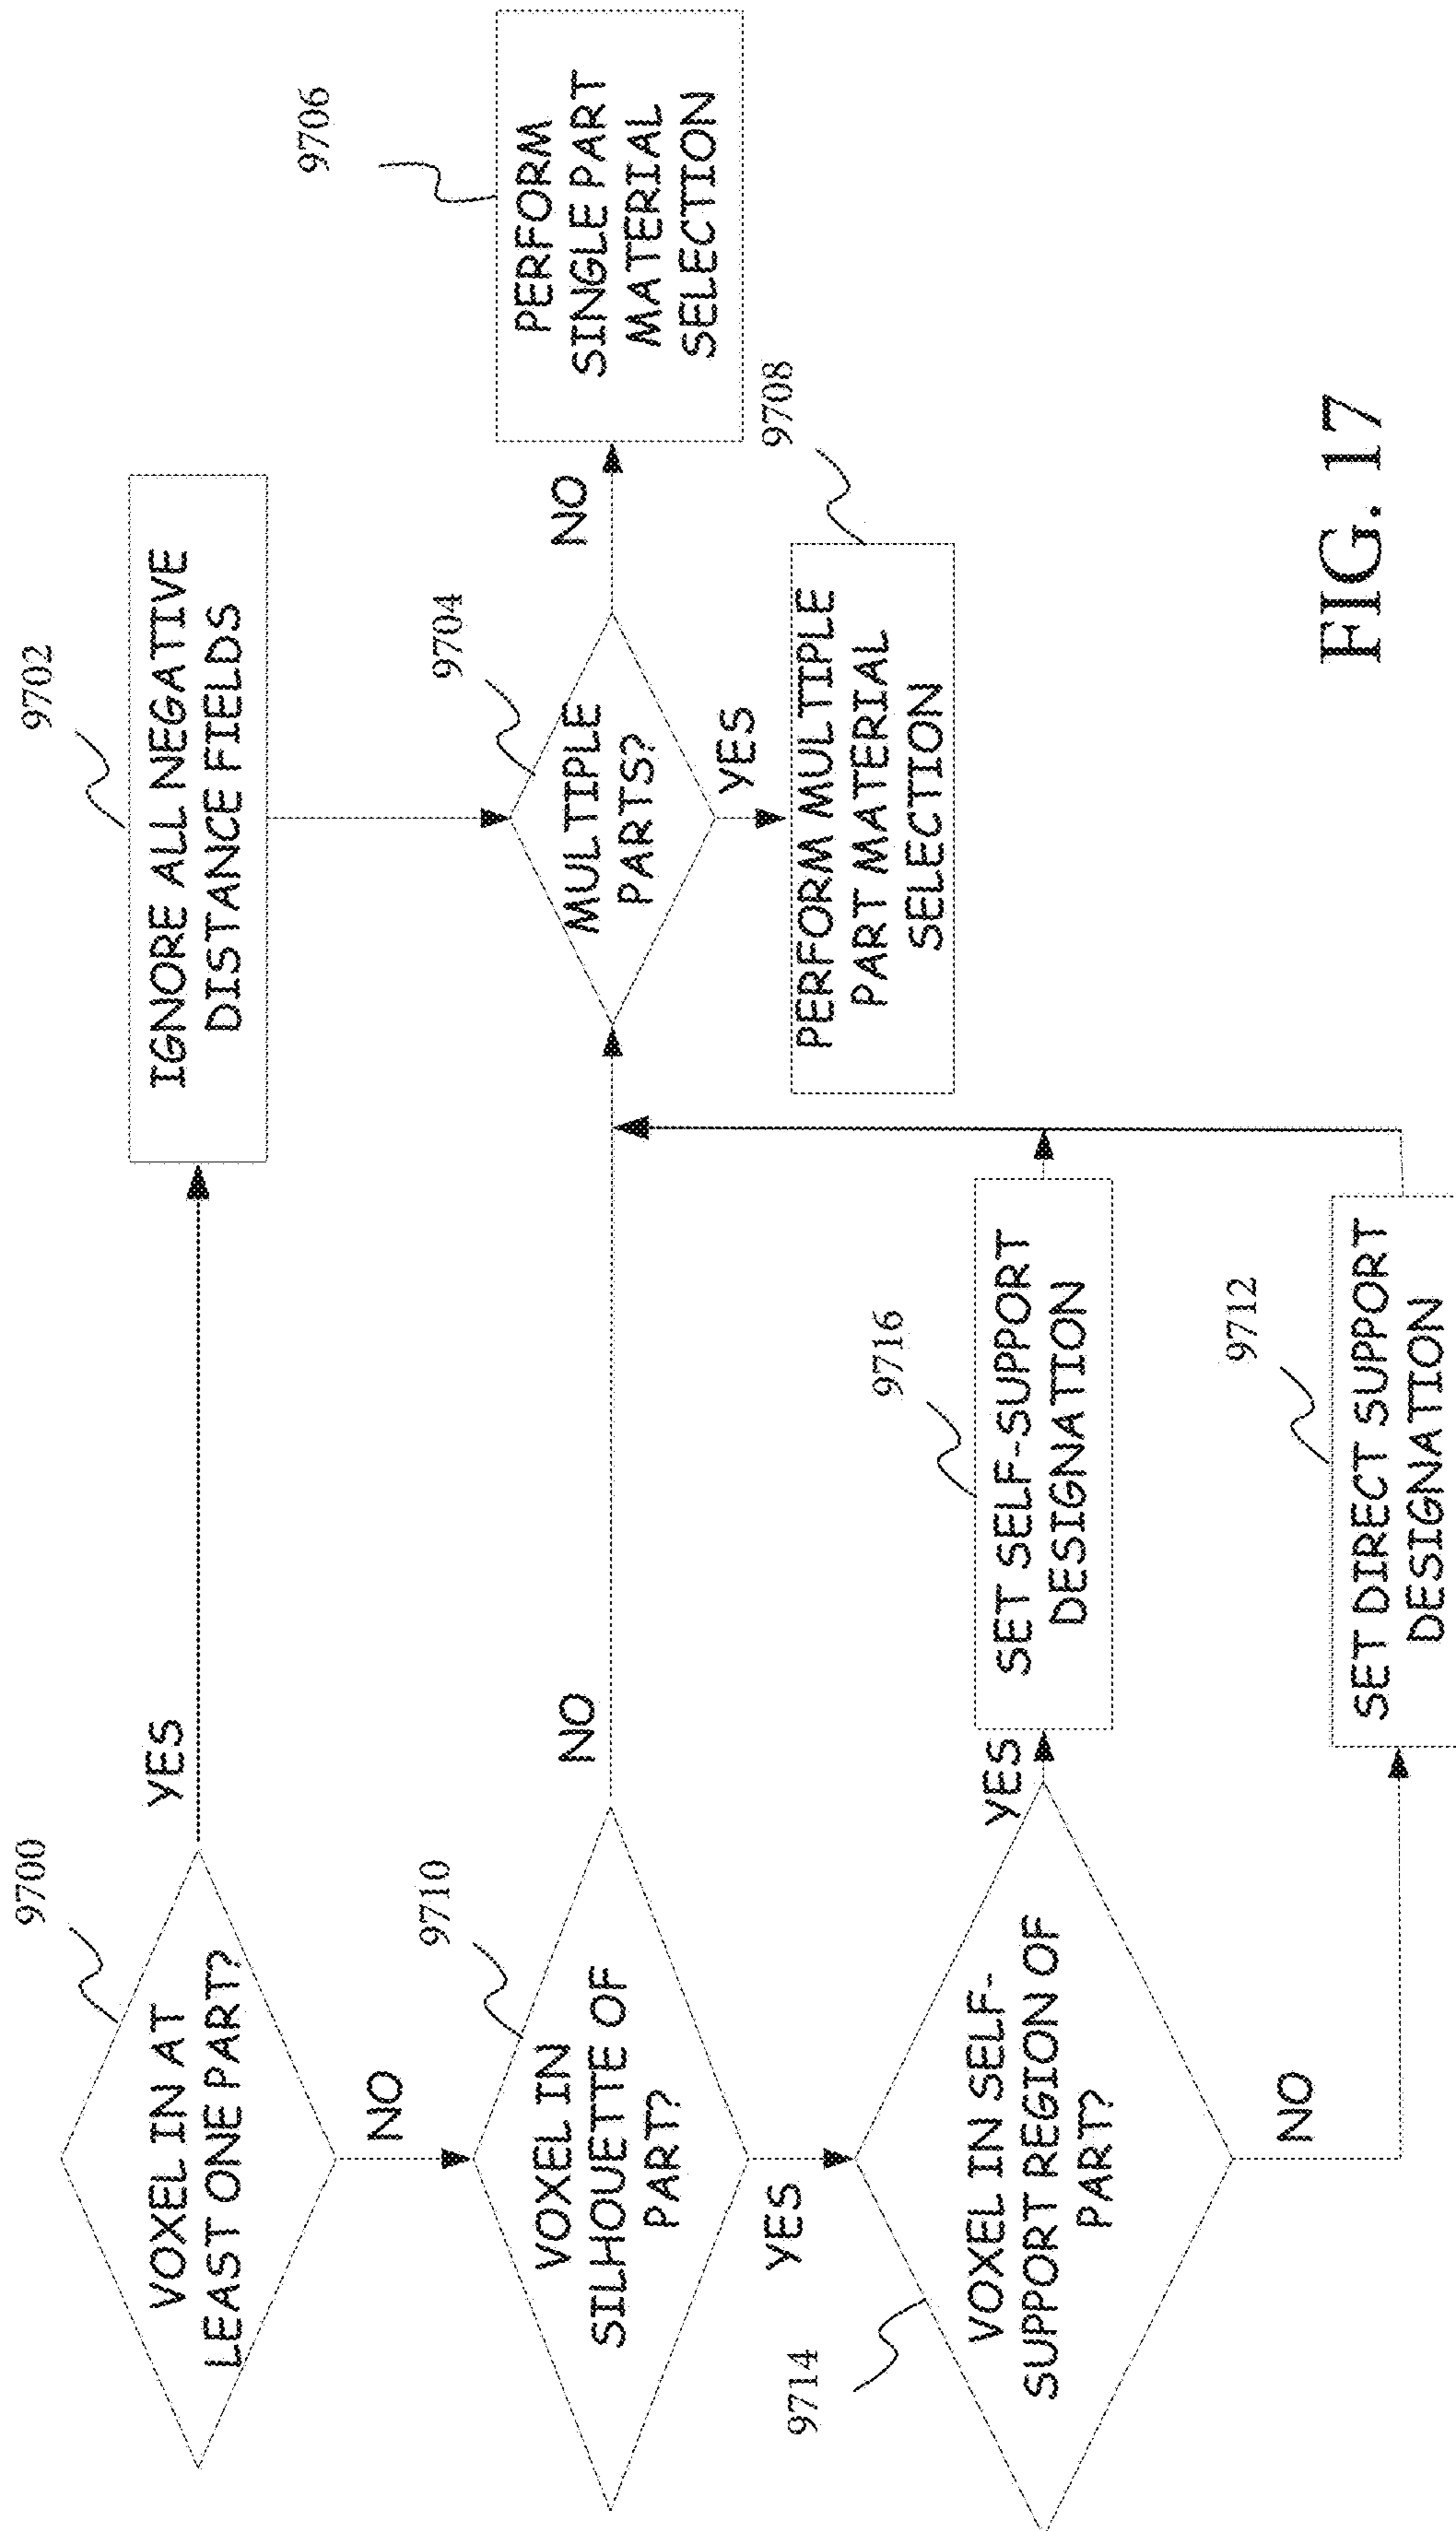 9700
VOXEL IN AT
LEAST ONE PART?
YES
9702
IGNORE ALL NEGATIVE
DISTANCE FIELDS
NO
9710
VOXEL IN
SILHOUETTE OF
PART?
NO
9704
MULTIPLE
PARTS?
NO
9706
PERFORM
SINGLE PART
MATERIAL
SELECTION
YES
9708
PERFORM MULTIPLE
PART MATERIAL
SELECTION
YES
9714
VOXEL IN SELF-
SUPPORT REGION OF
PART?
YES
9716
SET SELF-SUPPORT
DESIGNATION
NO
9712
SET DIRECT SUPPORT
DESIGNATION
FIG. 17